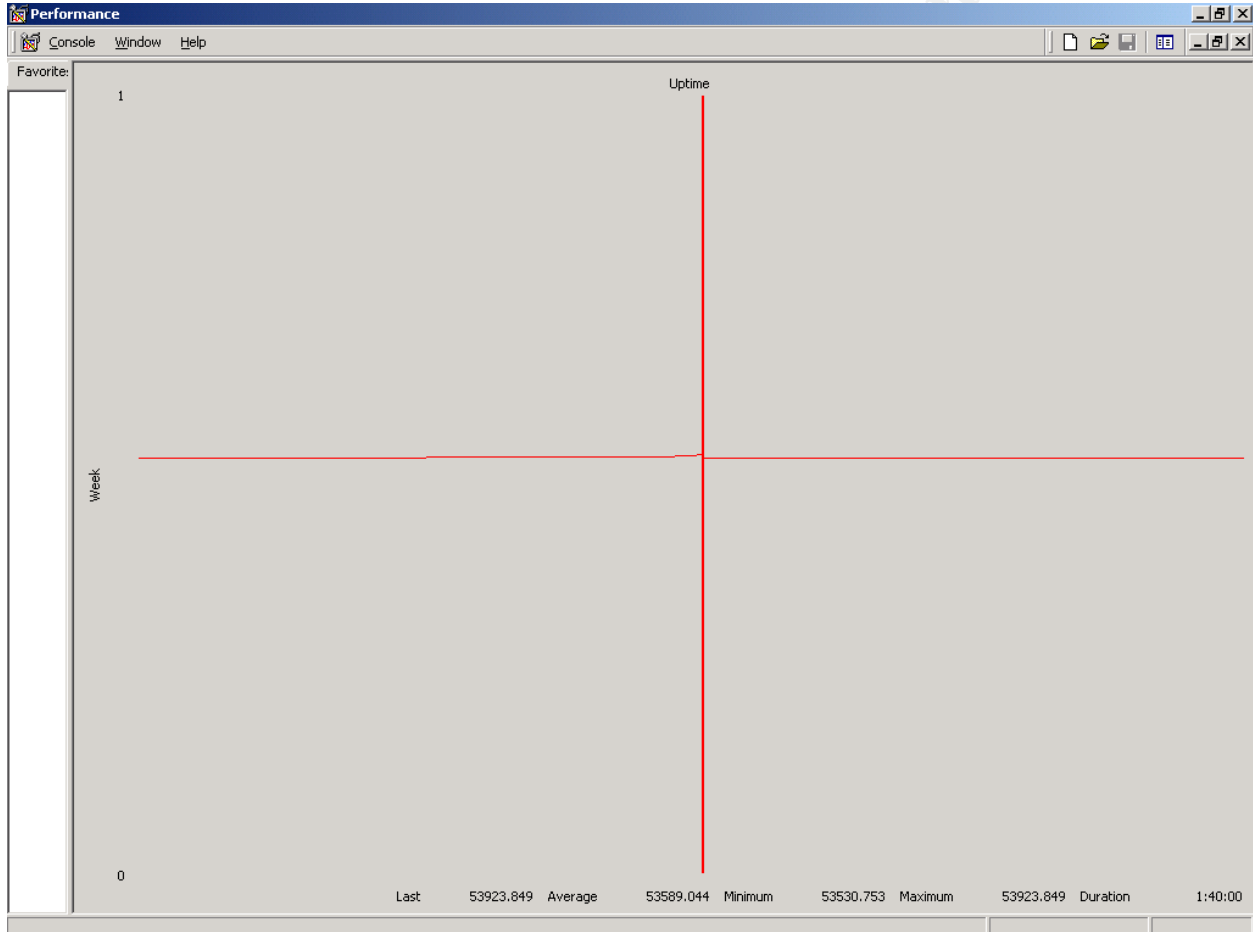 Performance
Console Window Help
Favorite
Uptime
1
Week
0
Last 53923.849 Average 53589.044 Minimum 53530.753 Maximum 53923.849 Duration 1:40:00